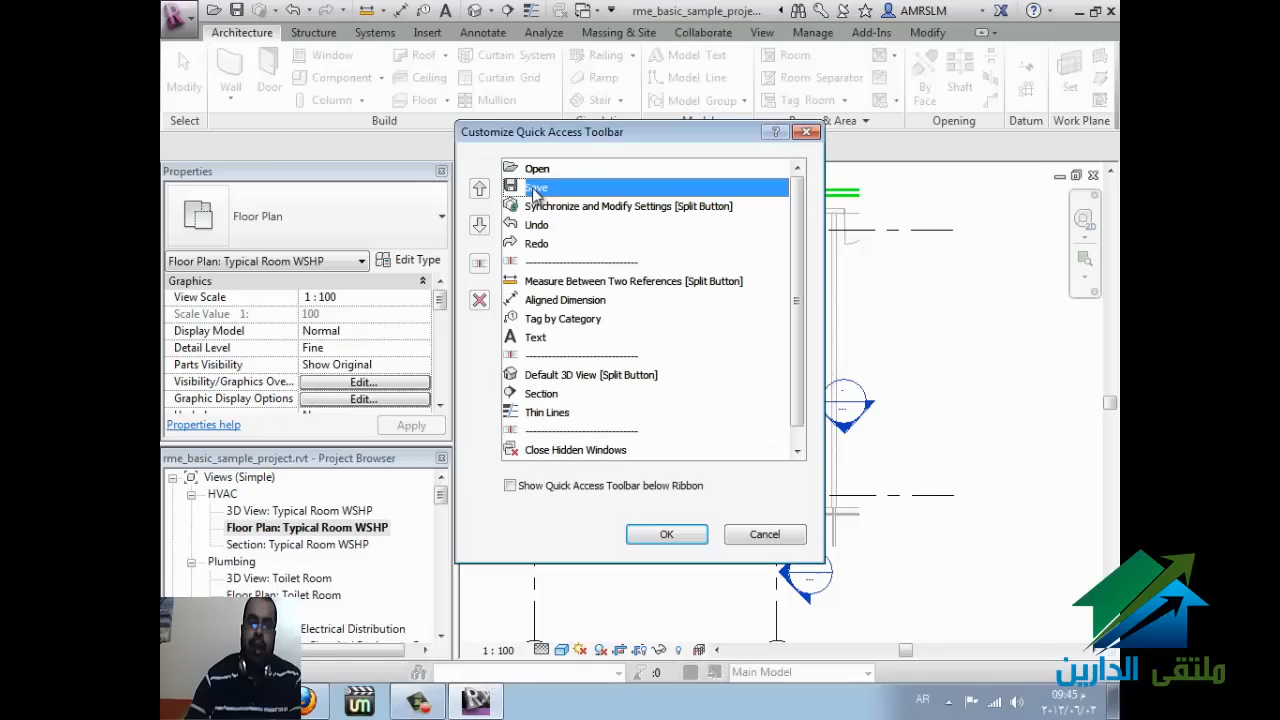 rme_basic_sample_proje...
AMRSLM
Architecture Structure Systems Insert Annotate Analyze Massing & Site Collaborate View Manage Add-Ins Modify
Modify
Wall
Door
Window
Component
Column
Roof
Ceiling
Floor
Curtain System
Curtain Grid
Mullion
Railing
Ramp
Stair
Model Text
Model Line
Model Group
Room
Room Separator
Tag Room
By Face
Shaft
Set
Select
Build
& Area
Opening
Datum
Work Plane
Customize Quick Access Toolbar
Open
Save
Synchronize and Modify Settings [Split Button]
Undo
Redo
Measure Between Two References [Split Button]
Aligned Dimension
Tag by Category
Text
Default 3D View [Split Button]
Section
Thin Lines
Close Hidden Windows
Show Quick Access Toolbar below Ribbon
OK
Cancel
Properties
Floor Plan
Floor Plan: Typical Room WSHP
Edit Type
Graphics
View Scale 1 : 100
Scale Value 1: 100
Display Model Normal
Detail Level Fine
Parts Visibility Show Original
Visibility/Graphics Ove... Edit...
Graphic Display Options Edit...
Properties help
Apply
rme_basic_sample_project.rvt - Project Browser
Views (Simple)
HVAC
3D View: Typical Room WSHP
Floor Plan: Typical Room WSHP
Section: Typical Room WSHP
Plumbing
3D View: Toilet Room
Floor Plan: Toilet Room
Electrical Distribution
2D
1 : 100
:0
Main Model
AR
09:45 م
٢٠١٣/٠٦/٠٣
ملتقى الدارين